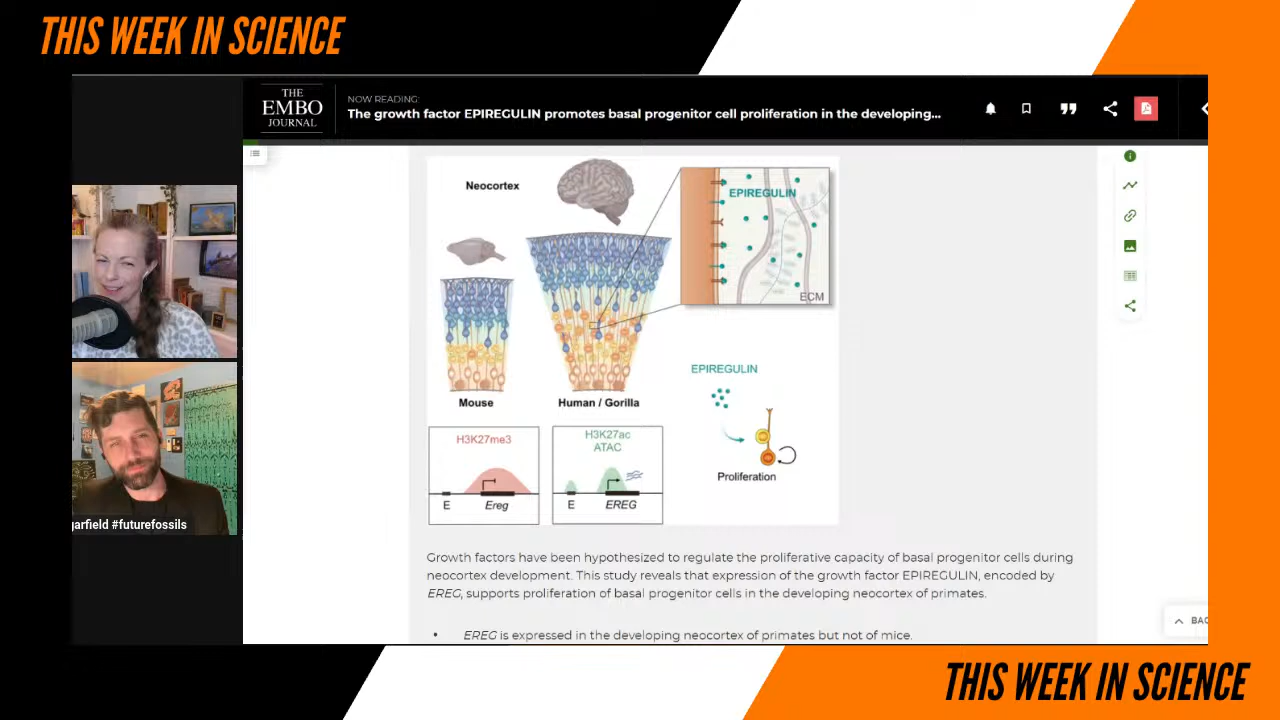 THIS WEEK IN SCIENCE
THE
EMBO
JOURNAL
NOW READING:
The growth factor EPIREGULIN promotes basal progenitor cell proliferation in the developing...
Neocortex
EPIREGULIN
ECM
Mouse
Human / Gorilla
EPIREGULIN
Proliferation
H3K27me3
E
Ereg
H3K27ac
ATAC
E
EREG
garfield #futurefossils
Growth factors have been hypothesized to regulate the proliferative capacity of basal progenitor cells during
neocortex development. This study reveals that expression of the growth factor EPIREGULIN, encoded by
EREG, supports proliferation of basal progenitor cells in the developing neocortex of primates.
• EREG is expressed in the developing neocortex of primates but not of mice.
BAC
THIS WEEK IN SCIENCE